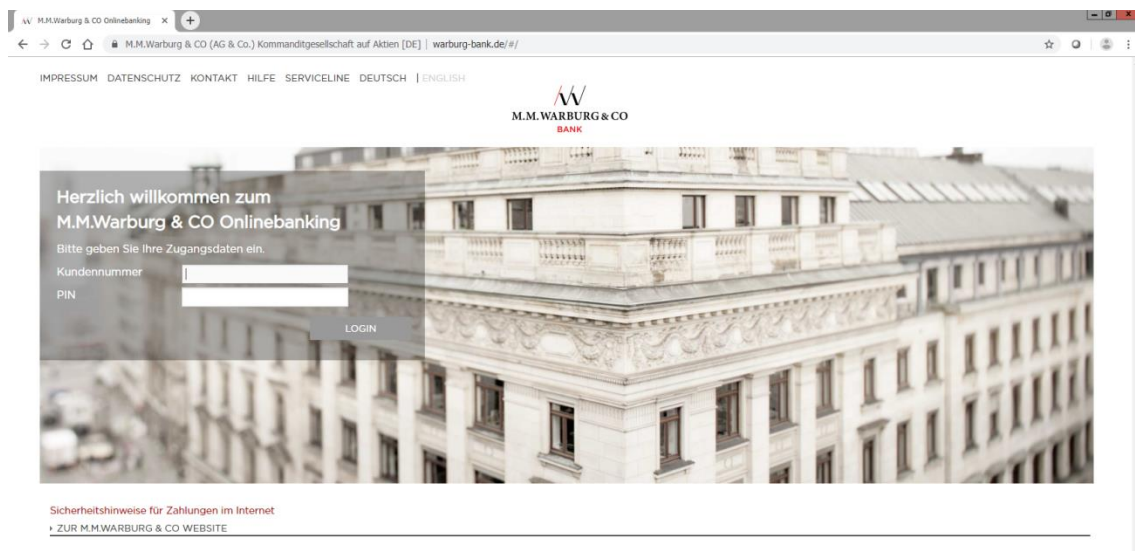 M.M.Warburg & CO Onlinebanking
M.M.Warburg & CO (AG & Co.) Kommanditgesellschaft auf Aktien [DE] | warburg-bank.de/#/
IMPRESSUM DATENSCHUTZ KONTAKT HILFE SERVICELINE DEUTSCH | ENGLISH
M.M.WARBURG & CO
BANK
Herzlich willkommen zum
M.M.Warburg & CO Onlinebanking
Bitte geben Sie Ihre Zugangsdaten ein.
Kundennummer
PIN
LOGIN
Sicherheitshinweise für Zahlungen im Internet
ZUR M.M.WARBURG & CO WEBSITE